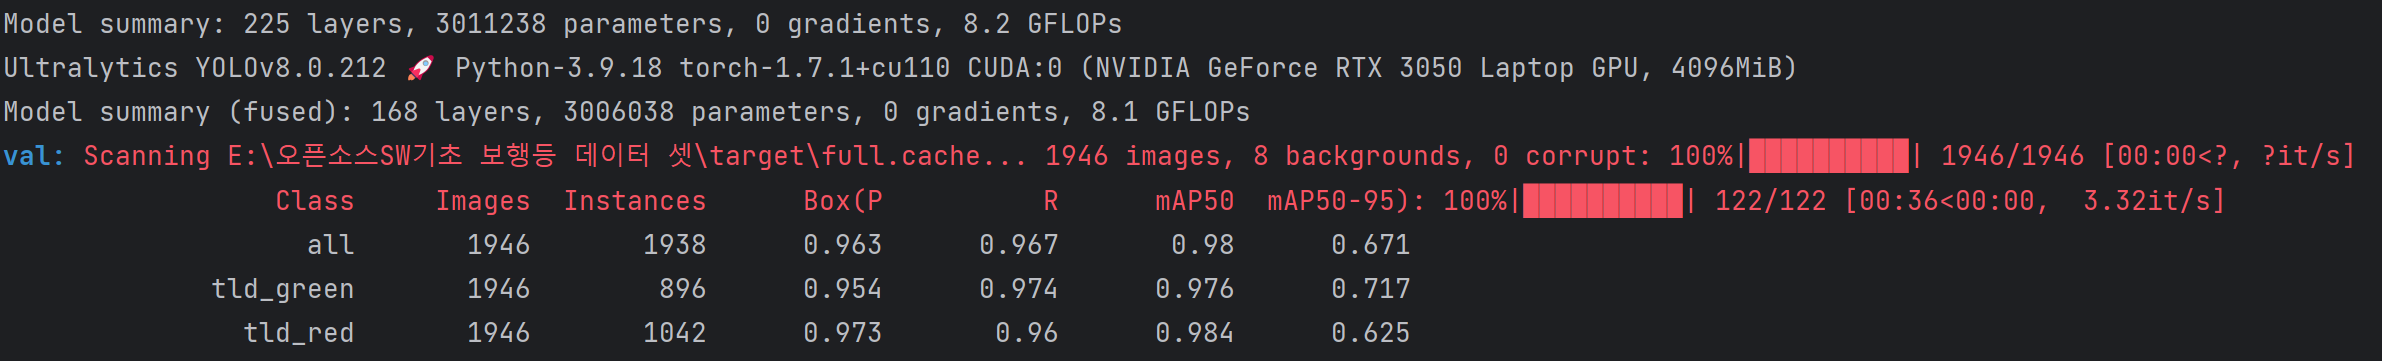 Model summary: 225 layers, 3011238 parameters, 0 gradients, 8.2 GFLOPs
Ultralytics YOLOv8.0.212 🚀 Python-3.9.18 torch-1.7.1+cu110 CUDA:0 (NVIDIA GeForce RTX 3050 Laptop GPU, 4096MiB)
Model summary (fused): 168 layers, 3006038 parameters, 0 gradients, 8.1 GFLOPs
val: Scanning E:\오픈소스SW기초 보행등 데이터 셋\target\full.cache... 1946 images, 8 backgrounds, 0 corrupt: 100%|██████████| 1946/1946 [00:00<?, ?it/s]
Class Images Instances Box(P R mAP50 mAP50-95): 100%|██████████| 122/122 [00:36<00:00, 3.32it/s]
all 1946 1938 0.963 0.967 0.98 0.671
tld_green 1946 896 0.954 0.974 0.976 0.717
tld_red 1946 1042 0.973 0.96 0.984 0.625